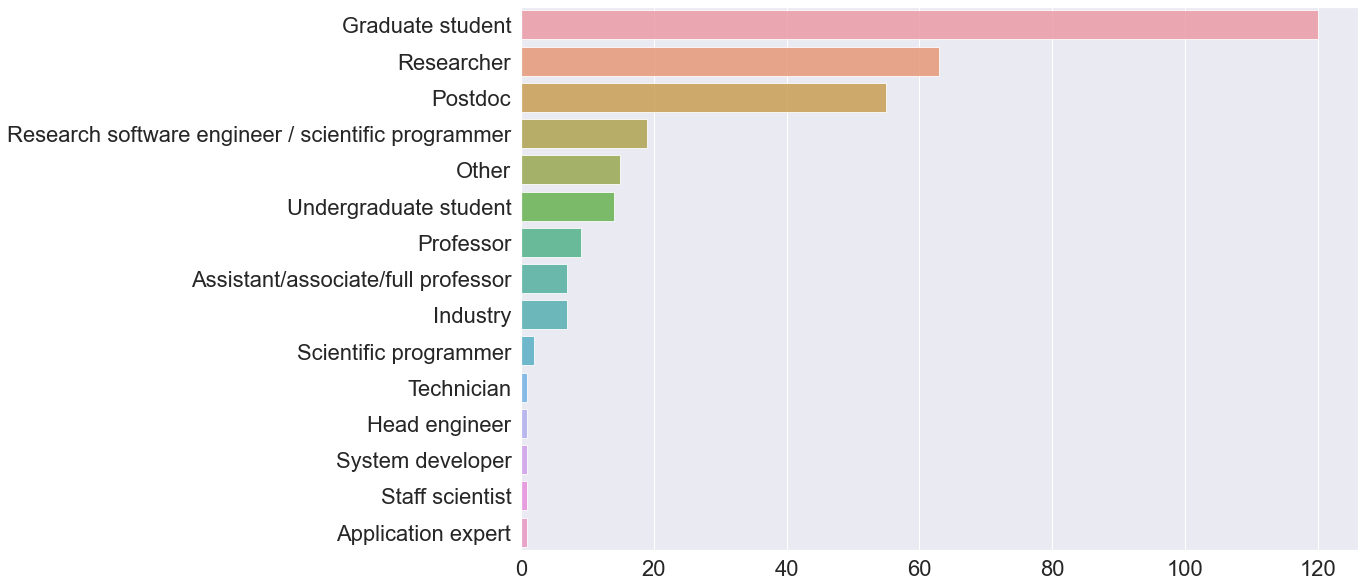 Graduate student
Researcher
Postdoc
Research software engineer / scientific programmer
Other
Undergraduate student
Professor
Assistant/associate/full professor
Industry
Scientific programmer
Technician
Head engineer
System developer
Staff scientist
Application expert
0 20 40 60 80 100 120